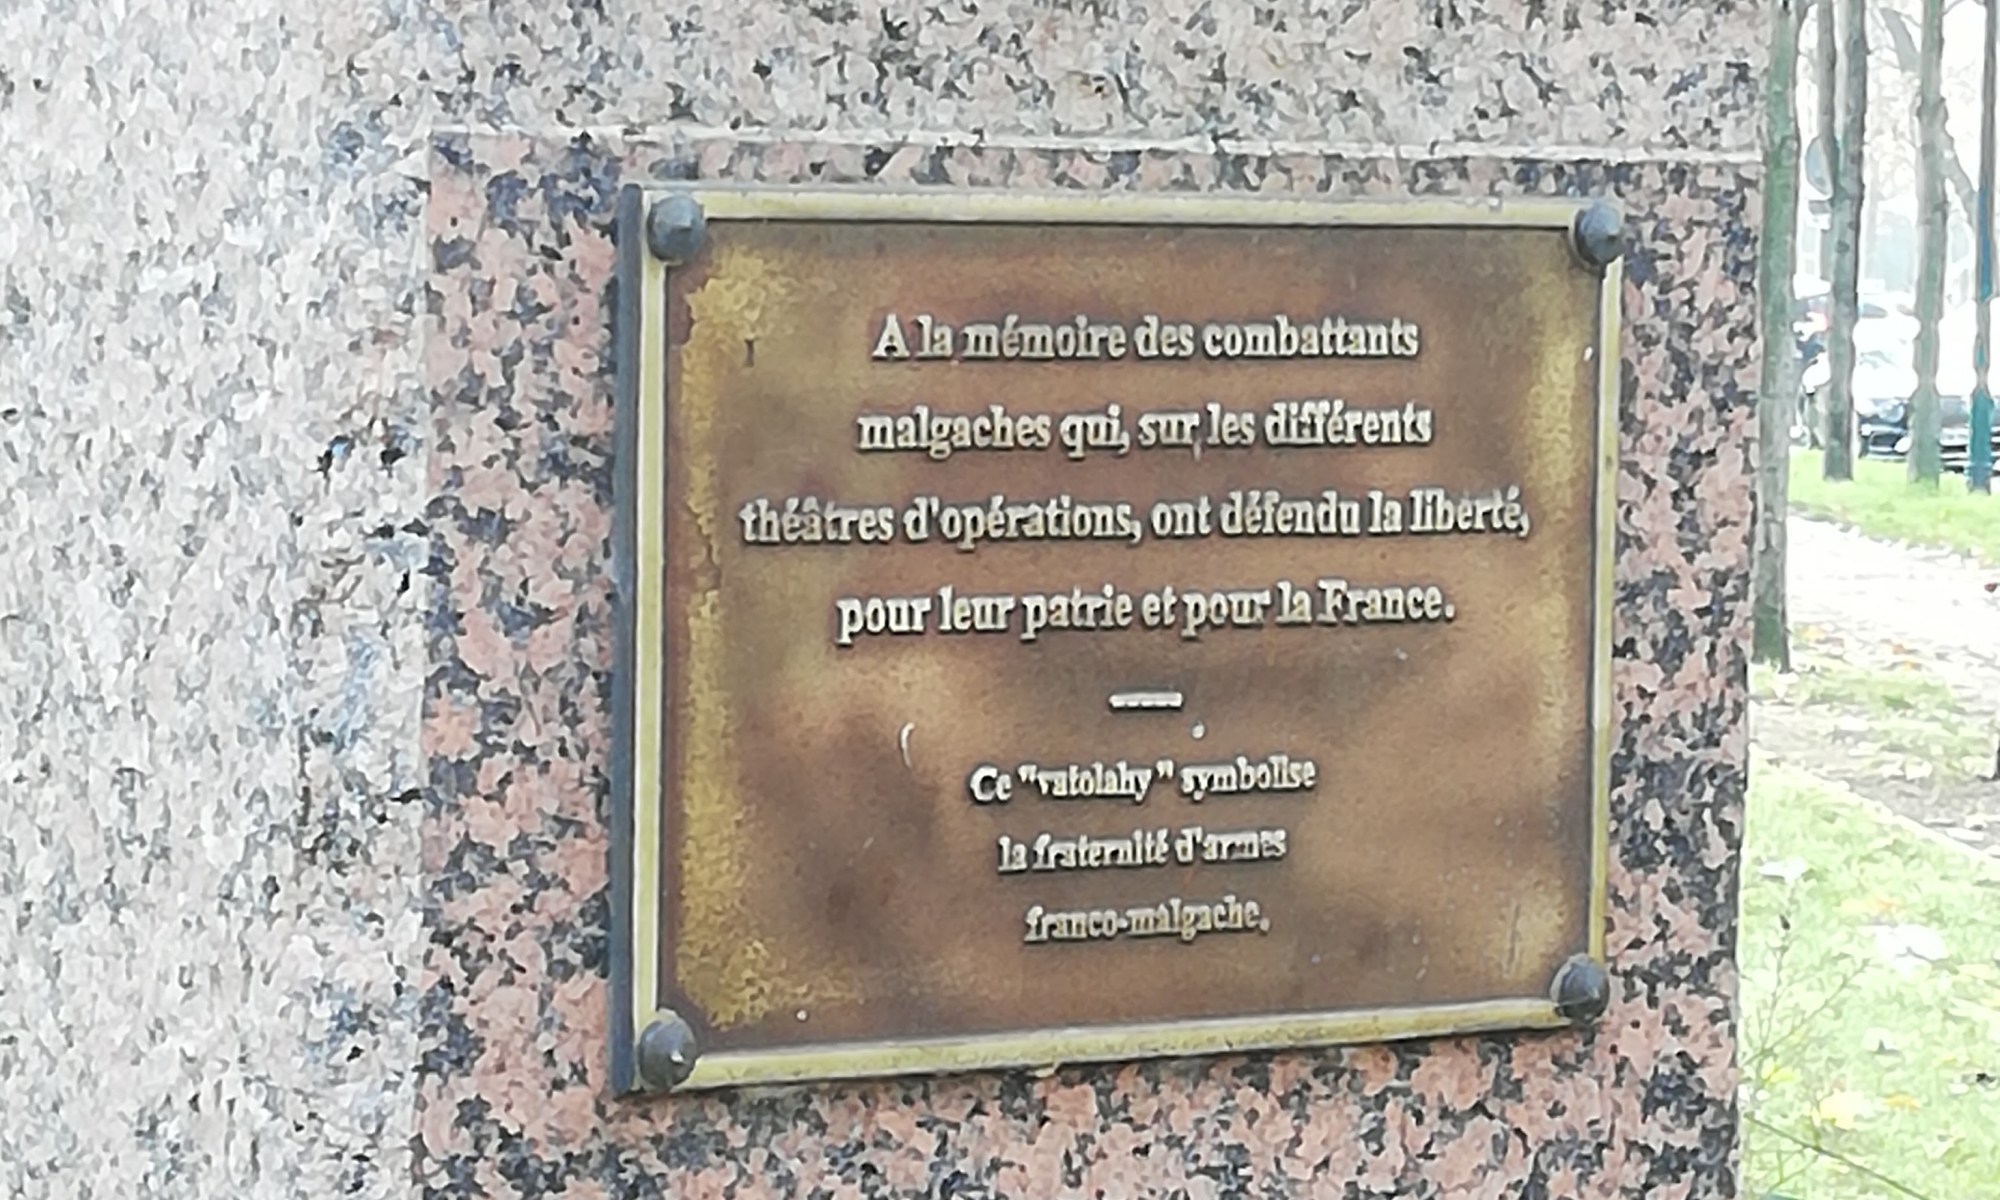 A la mémoire des combattants
malgaches qui, sur les différents
théâtres d'opérations, ont défendu la liberté,
pour leur patrie et pour la France.
Ce "vatolahy" symbolise
la fraternité d'armes
franco-malgache.